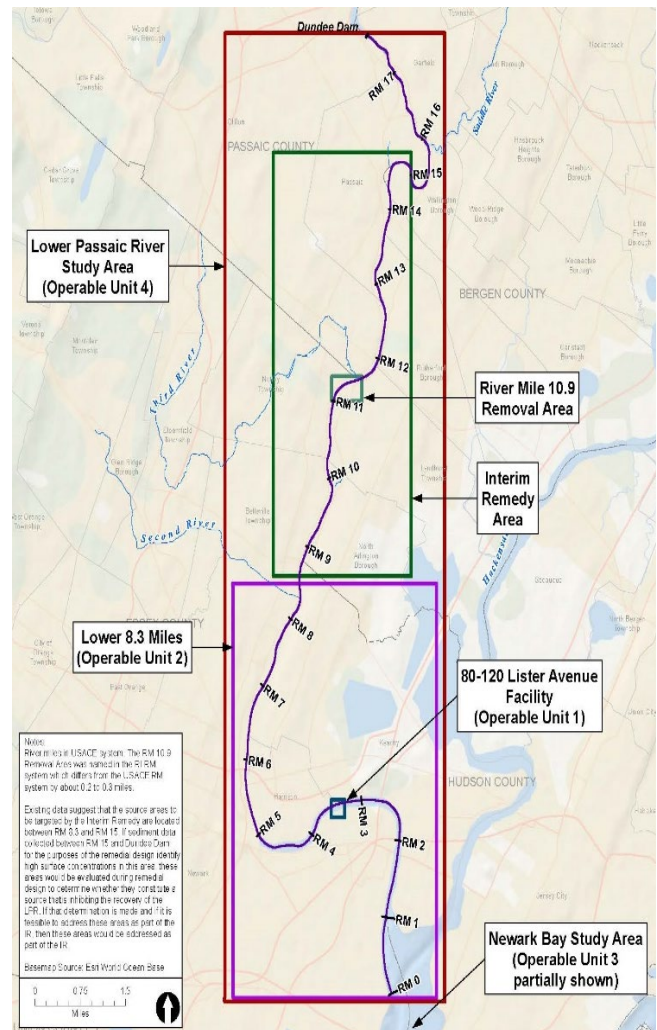 Dundee Dam
RM 17
RM 16
Saddle River
PASSAIC COUNTY
RM 15
Passaic
RM 14
Lower Passaic River
Study Area
(Operable Unit 4)
RM 13
BERGEN COUNTY
RM 12
River Mile 10.9
Removal Area
RM 11
Third River
RM 10
Interim
Remedy
Area
Second River
RM 9
North
Arlington
Borough
RM 8
Lower 8.3 Miles
(Operable Unit 2)
RM 7
80-120 Lister Avenue
Facility
(Operable Unit 1)
RM 6
HUDSON COUNTY
RM 5
RM 4
RM 3
RM 2
Newark
Jersey City
RM 1
RM 0
Newark Bay Study Area
(Operable Unit 3
partially shown)
Notes:
River miles in USACE system. The RM 10.9
Removal Area was named in the RI RM
system which differs from the USACE RM
system by about 0.2 to 0.3 miles.
Existing data suggest that the source areas to
be targeted by the Interim Remedy are located
between RM 8.3 and RM 15. If sediment data
collected between RM 15 and Dundee Dam
for the purposes of the remedial design identify
high surface concentrations in this area, these
areas would be evaluated during remedial
design to determine whether they constitute a
source that is inhibiting the recovery of the
LPR. If that determination is made and if it is
feasible to address these areas as part of the
IR, then these areas would be addressed as
part of the IR.
Basemap Source: Esri World Ocean Base
0 0.75 1.5
Miles